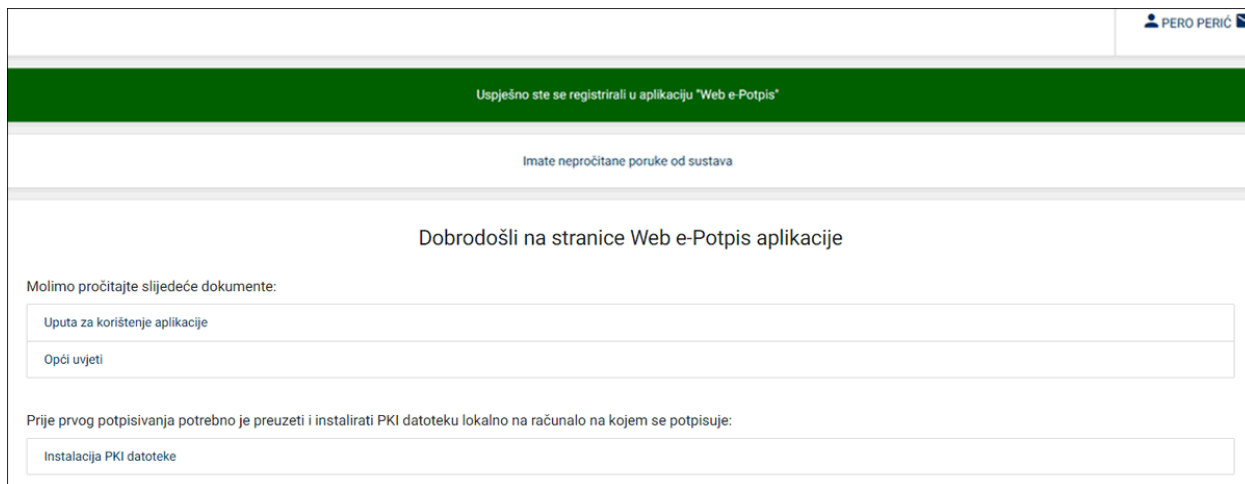 PERO PERIĆ
Uspješno ste se registrirali u aplikaciju "Web e-Potpis"
Imate nepročitane poruke od sustava
Dobrodošli na stranice Web e-Potpis aplikacije
Molimo pročitajte slijedeće dokumente:
Uputa za korištenje aplikacije
Opći uvjeti
Prije prvog potpisivanja potrebno je preuzeti i instalirati PKI datoteku lokalno na računalo na kojem se potpisuje:
Instalacija PKI datoteke